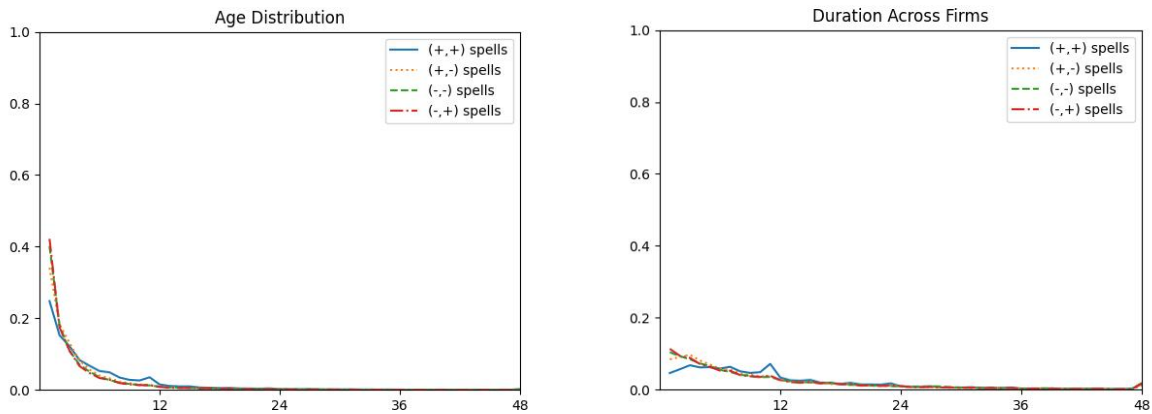 Age Distribution
1.0
0.8
0.6
0.4
0.2
0.0
12
24
36
48
(+,+) spells
(+,-) spells
(-,-) spells
(-,+) spells
Duration Across Firms
1.0
0.8
0.6
0.4
0.2
0.0
12
24
36
48
(+,+) spells
(+,-) spells
(-,-) spells
(-,+) spells